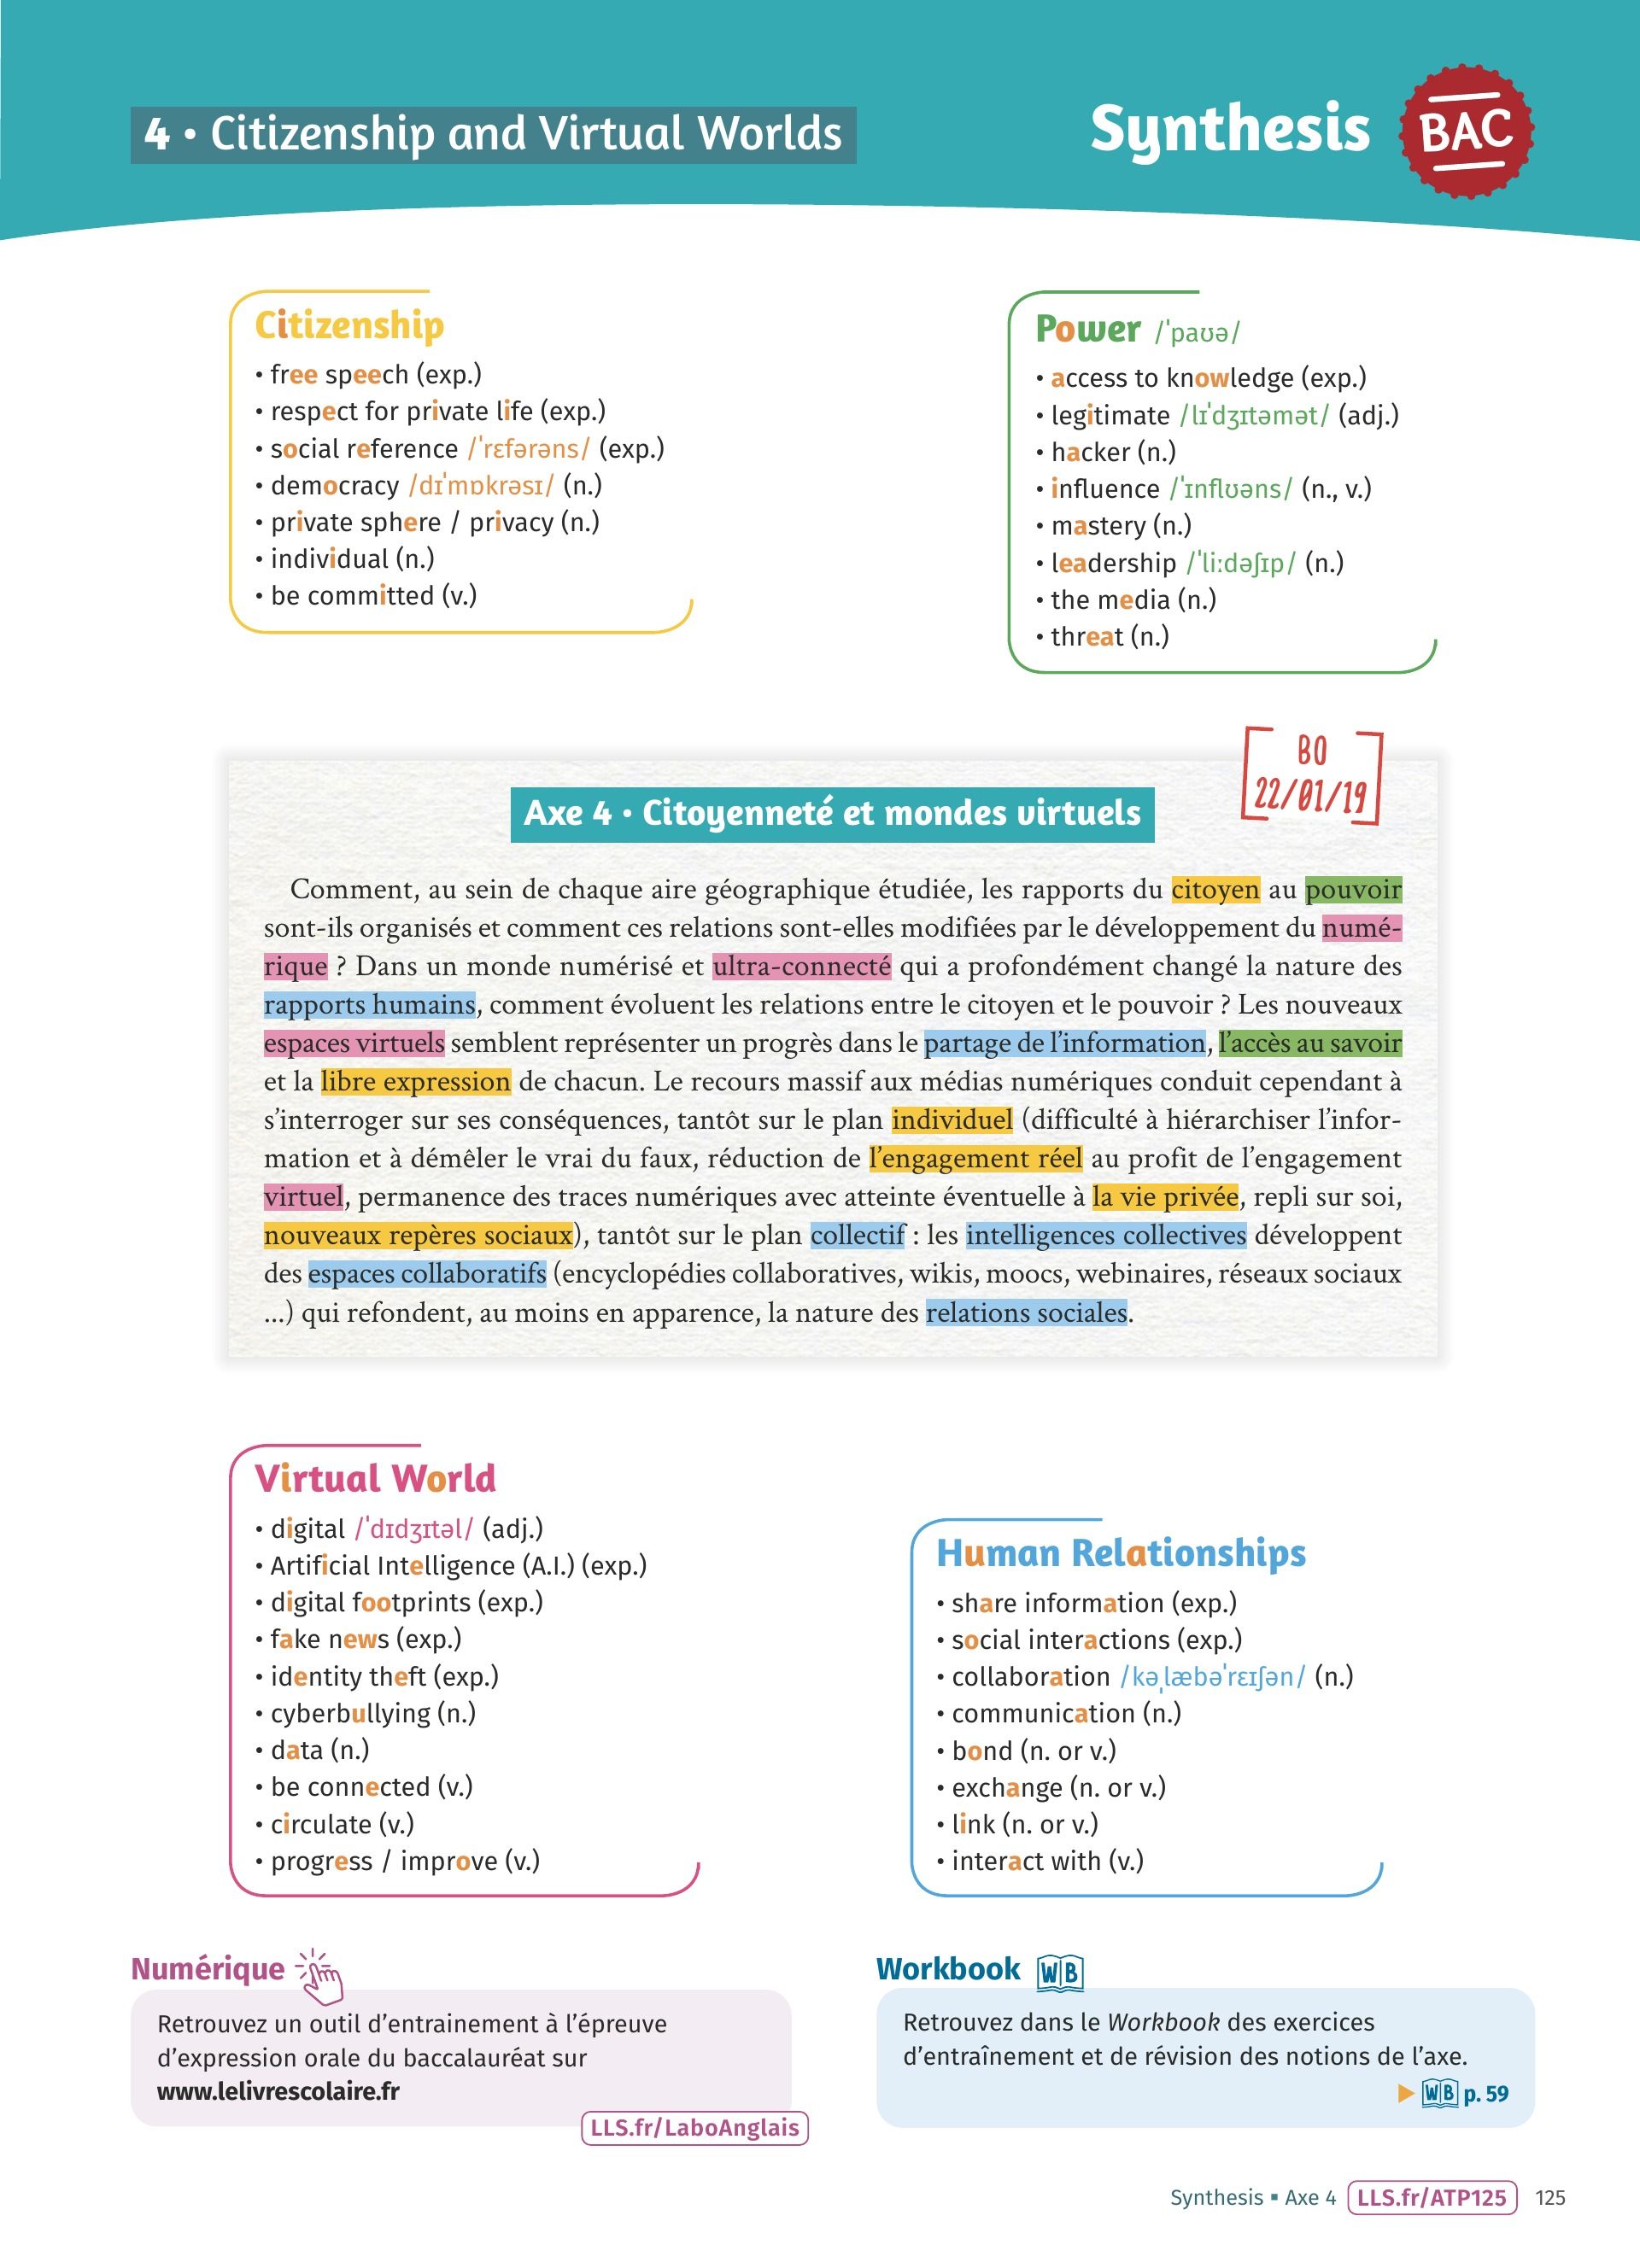 4 • Citizenship and Virtual Worlds
Synthesis
BAC
Citizenship
• free speech (exp.)
• respect for private life (exp.)
• social reference /ˈrɛfərəns/ (exp.)
• democracy /dɪˈmɒkrəsɪ/ (n.)
• private sphere / privacy (n.)
• individual (n.)
• be committed (v.)
Power /ˈpaʊə/
• access to knowledge (exp.)
• legitimate /lɪˈdʒɪtəmət/ (adj.)
• hacker (n.)
• influence /ˈɪnflʊəns/ (n., v.)
• mastery (n.)
• leadership /ˈliːdəʃɪp/ (n.)
• the media (n.)
• threat (n.)
BO
22/01/19
Axe 4 • Citoyenneté et mondes virtuels
Comment, au sein de chaque aire géographique étudiée, les rapports du citoyen au pouvoir
sont-ils organisés et comment ces relations sont-elles modifiées par le développement du numé-
rique ? Dans un monde numérisé et ultra-connecté qui a profondément changé la nature des
rapports humains, comment évoluent les relations entre le citoyen et le pouvoir ? Les nouveaux
espaces virtuels semblent représenter un progrès dans le partage de l’information, l’accès au savoir
et la libre expression de chacun. Le recours massif aux médias numériques conduit cependant à
s’interroger sur ses conséquences, tantôt sur le plan individuel (difficulté à hiérarchiser l’infor-
mation et à démêler le vrai du faux, réduction de l’engagement réel au profit de l’engagement
virtuel, permanence des traces numériques avec atteinte éventuelle à la vie privée, repli sur soi,
nouveaux repères sociaux), tantôt sur le plan collectif : les intelligences collectives développent
des espaces collaboratifs (encyclopédies collaboratives, wikis, moocs, webinaires, réseaux sociaux
...) qui refondent, au moins en apparence, la nature des relations sociales.
Virtual World
• digital /ˈdɪdʒɪtəl/ (adj.)
• Artificial Intelligence (A.I.) (exp.)
• digital footprints (exp.)
• fake news (exp.)
• identity theft (exp.)
• cyberbullying (n.)
• data (n.)
• be connected (v.)
• circulate (v.)
• progress / improve (v.)
Human Relationships
• share information (exp.)
• social interactions (exp.)
• collaboration /kəˌlæbəˈrɛɪʃən/ (n.)
• communication (n.)
• bond (n. or v.)
• exchange (n. or v.)
• link (n. or v.)
• interact with (v.)
Numérique
Retrouvez un outil d’entrainement à l’épreuve
d’expression orale du baccalauréat sur
www.lelivrescolaire.fr
LLS.fr/LaboAnglais
Workbook WB
Retrouvez dans le Workbook des exercices
d’entraînement et de révision des notions de l’axe.
WB p. 59
Synthesis ▪ Axe 4 LLS.fr/ATP125 125